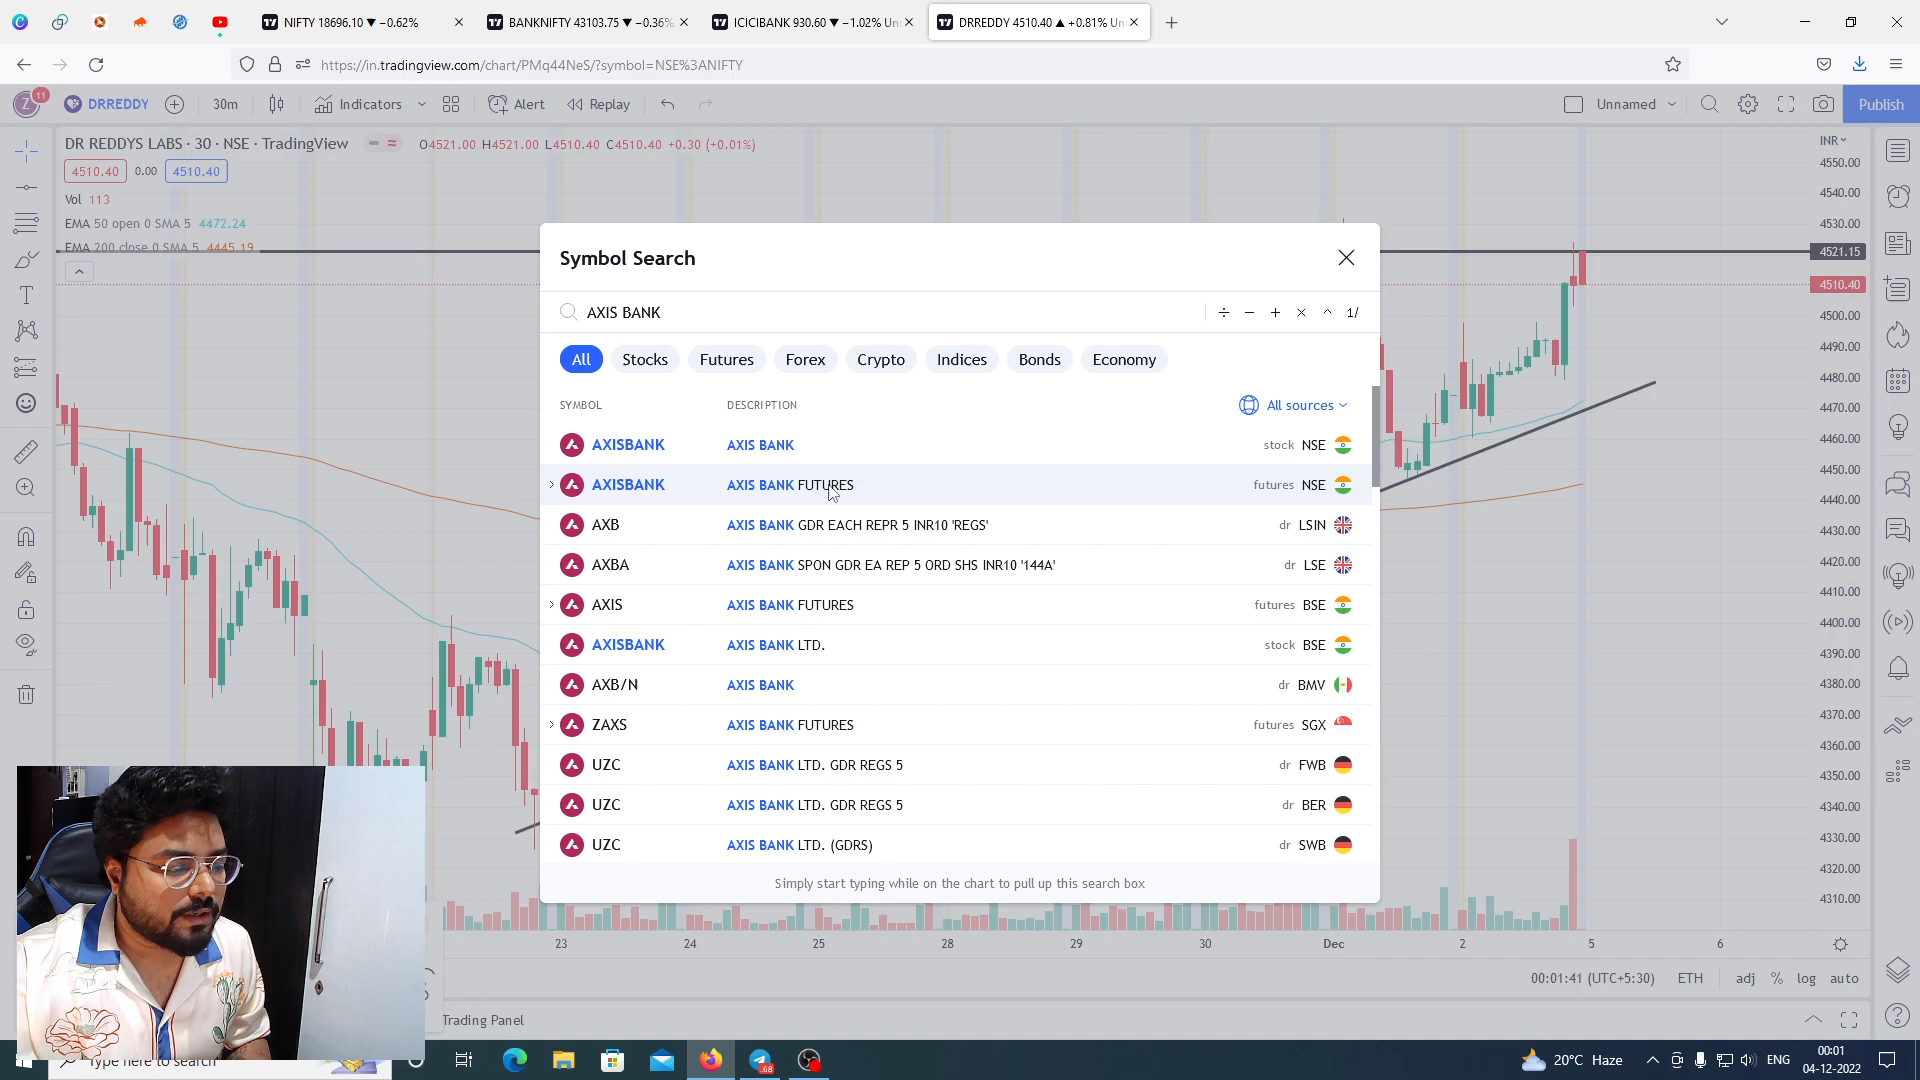 NIFTY 18696.10 ▼ −0.62%
BANKNIFTY 43103.75 ▼ −0.36%
ICICIBANK 930.60 ▼ −1.02% Un
DRREDDY 4510.40 ▲ +0.81% Un
https://in.tradingview.com/chart/PMq44NeS/?symbol=NSE%3ANIFTY
Z 11
DRREDDY 30m Indicators Alert Replay Unnamed Publish
DR REDDYS LABS · 30 · NSE · TradingView O4521.00 H4521.00 L4510.40 C4510.40 +0.30 (+0.01%)
4510.40 0.00 4510.40
Vol 113
EMA 50 open 0 SMA 5 4472.24
EMA 200 close 0 SMA 5 4445.19
INR
4550.00
4540.00
4530.00
4521.15
4510.40
4500.00
4490.00
4480.00
4470.00
4460.00
4450.00
4440.00
4430.00
4420.00
4410.00
4400.00
4390.00
4380.00
4370.00
4360.00
4350.00
4340.00
4330.00
4320.00
4310.00
Symbol Search
AXIS BANK ÷ − + × ^ 1/
All Stocks Futures Forex Crypto Indices Bonds Economy
SYMBOL DESCRIPTION All sources
AXISBANK AXIS BANK stock NSE
AXISBANK AXIS BANK FUTURES futures NSE
AXB AXIS BANK GDR EACH REPR 5 INR10 'REGS' dr LSIN
AXBA AXIS BANK SPON GDR EA REP 5 ORD SHS INR10 '144A' dr LSE
AXIS AXIS BANK FUTURES futures BSE
AXISBANK AXIS BANK LTD. stock BSE
AXB/N AXIS BANK dr BMV
ZAXS AXIS BANK FUTURES futures SGX
UZC AXIS BANK LTD. GDR REGS 5 dr FWB
UZC AXIS BANK LTD. GDR REGS 5 dr BER
UZC AXIS BANK LTD. (GDRS) dr SWB
Simply start typing while on the chart to pull up this search box
23 24 25 28 29 30 Dec 2 5 6
00:01:41 (UTC+5:30) ETH adj % log auto
Trading Panel
Type here to search
.68
20°C Haze
ENG
00:01
04-12-2022